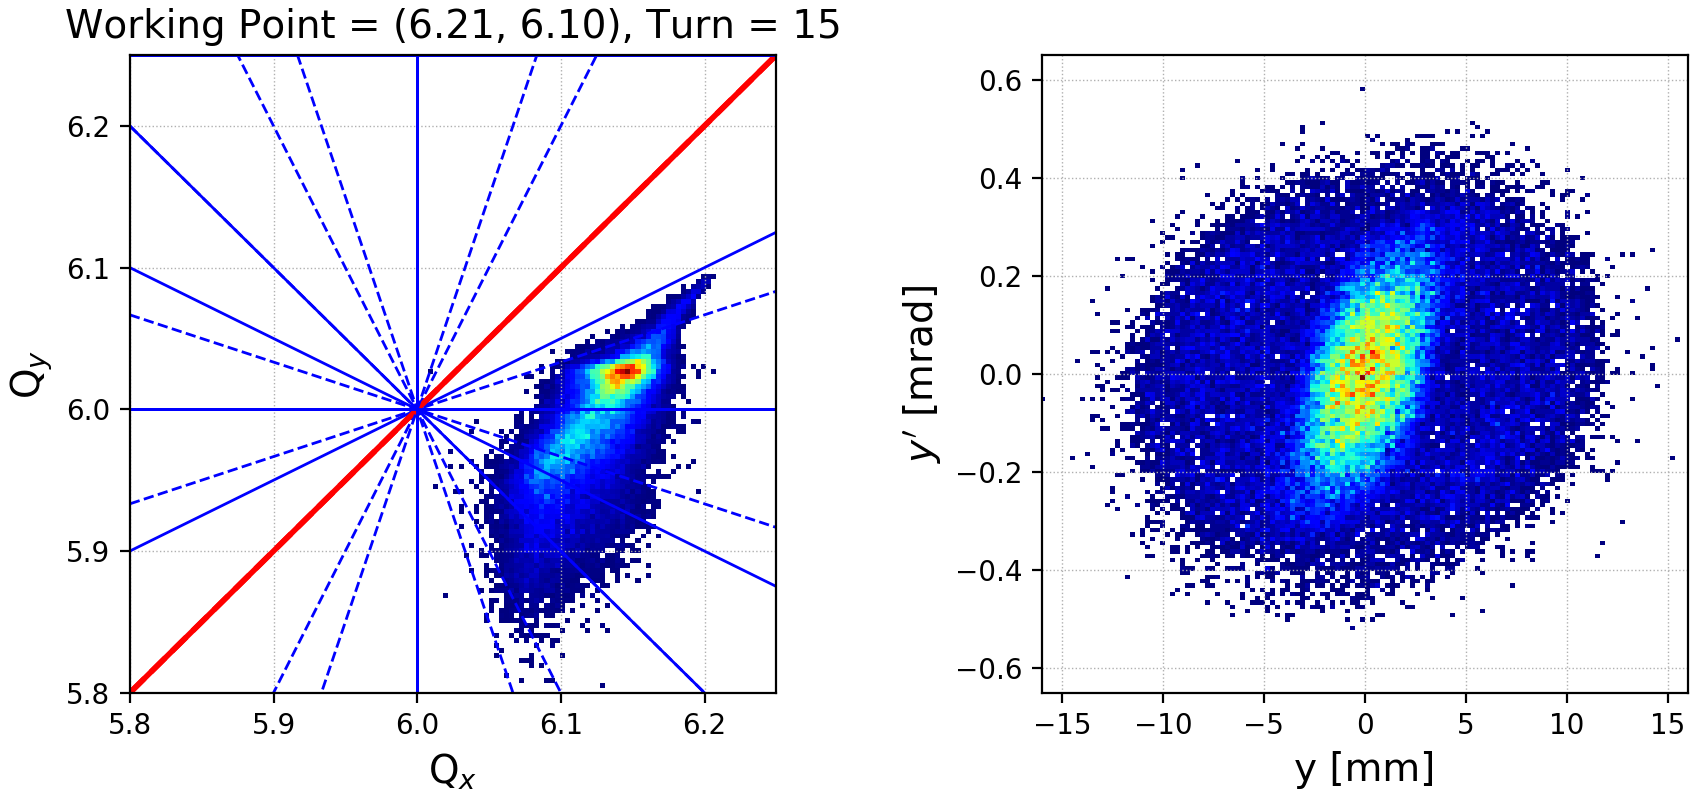 Working Point = (6.21, 6.10), Turn = 15
6.2
6.1
6.0
5.9
5.8
5.8 5.9 6.0 6.1 6.2
Qy
Qx
0.6
0.4
0.2
0.0
−0.2
−0.4
−0.6
−15 −10 −5 0 5 10 15
y′ [mrad]
y [mm]